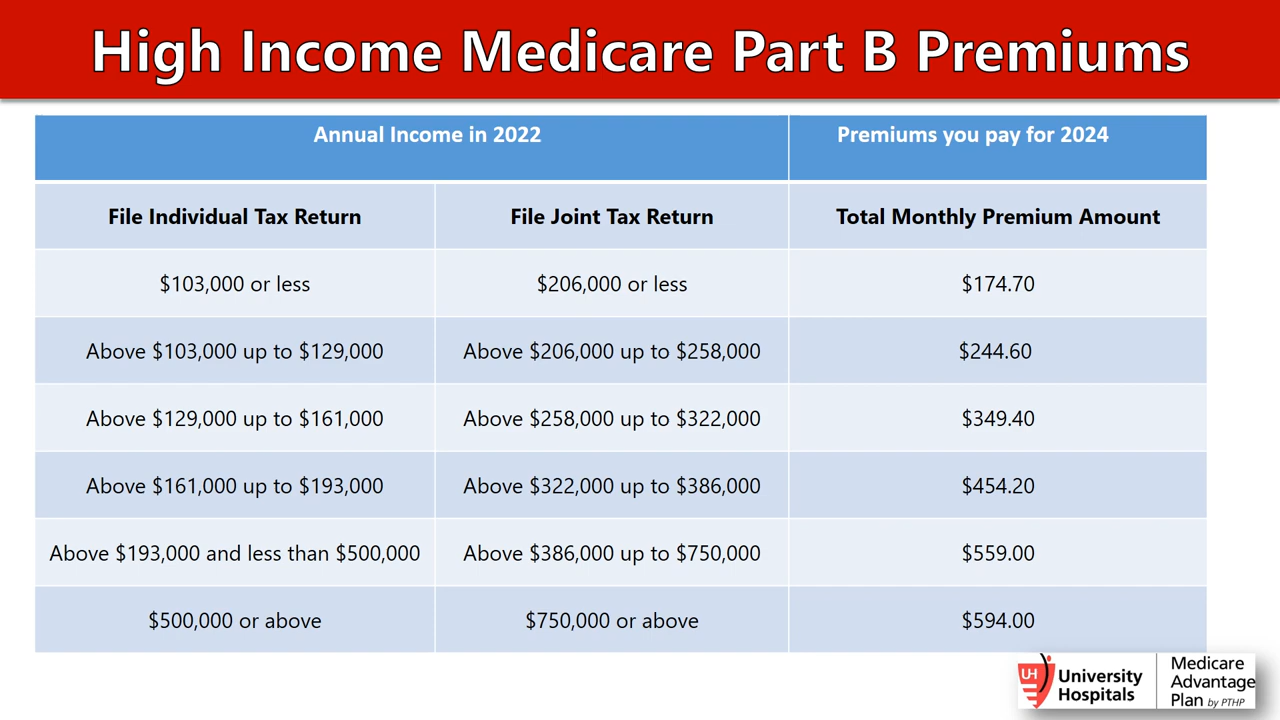 High Income Medicare Part B Premiums
Annual Income in 2022
Premiums you pay for 2024
File Individual Tax Return
File Joint Tax Return
Total Monthly Premium Amount
$103,000 or less
$206,000 or less
$174.70
Above $103,000 up to $129,000
Above $206,000 up to $258,000
$244.60
Above $129,000 up to $161,000
Above $258,000 up to $322,000
$349.40
Above $161,000 up to $193,000
Above $322,000 up to $386,000
$454.20
Above $193,000 and less than $500,000
Above $386,000 up to $750,000
$559.00
$500,000 or above
$750,000 or above
$594.00
UH
University
Hospitals
Medicare
Advantage
Plan by PTHP